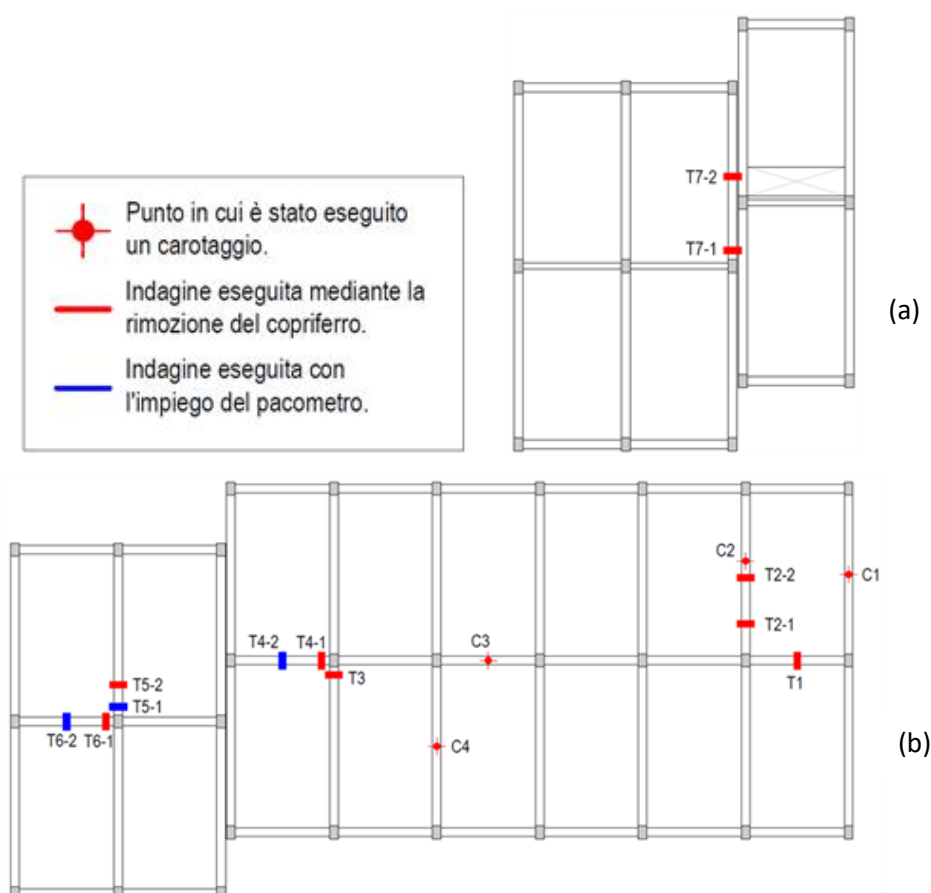 Punto in cui è stato eseguito
un carotaggio.
Indagine eseguita mediante la
rimozione del copriferro.
Indagine eseguita con
l'impiego del pacometro.
T7-2
T7-1
(a)
C2
T2-2
C1
T2-1
T4-2
T4-1
C3
T3
T1
T5-2
T5-1
T6-2
T6-1
C4
(b)